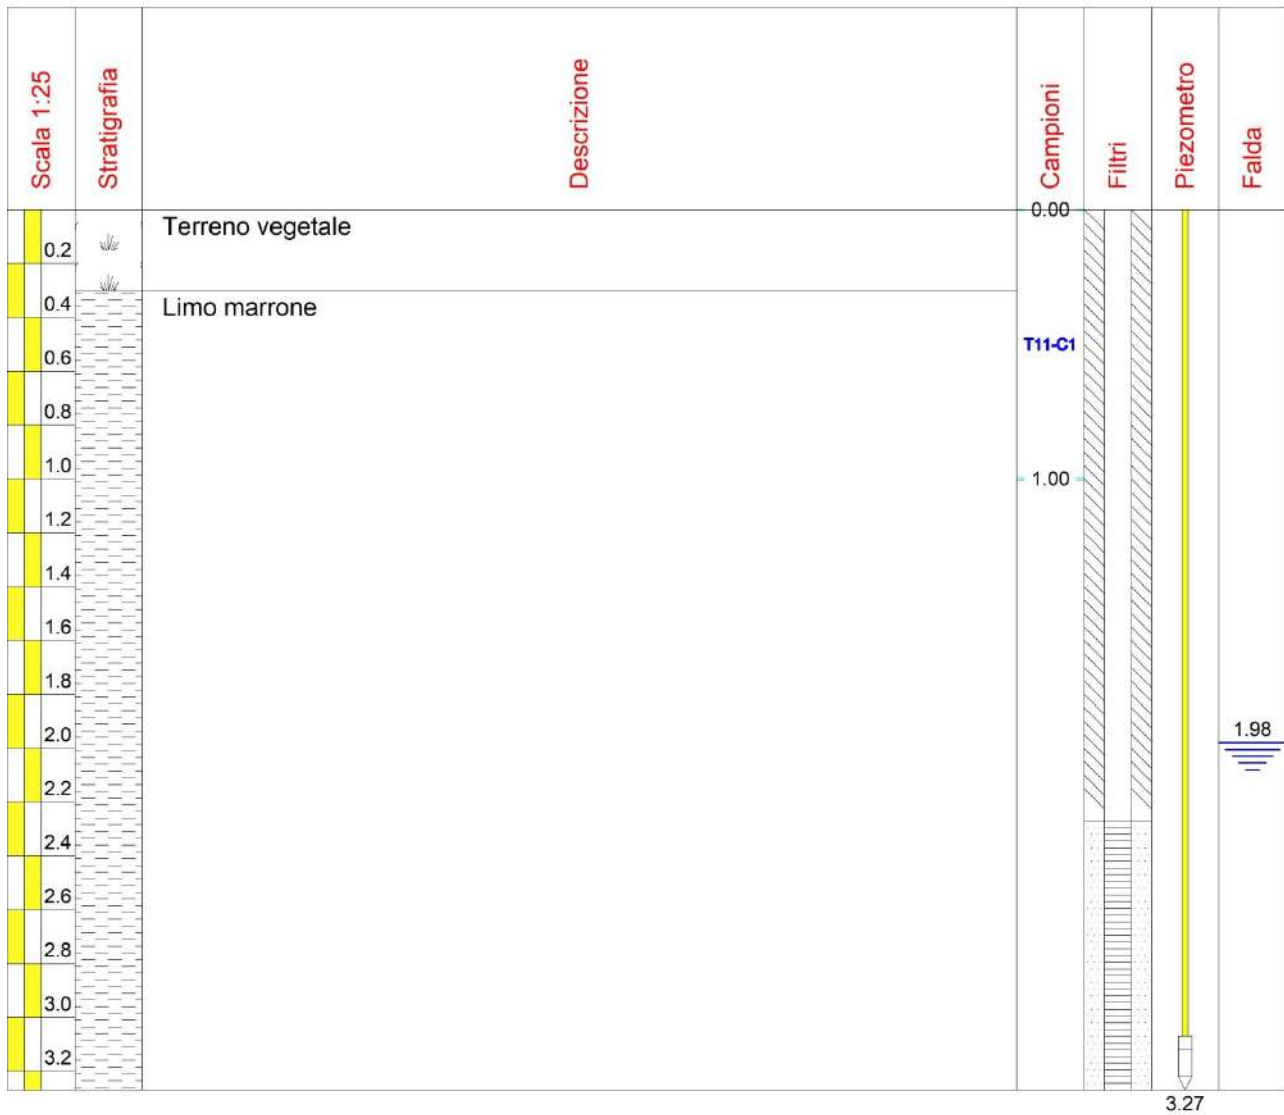 Scala 1:25
Stratigrafia
Descrizione
Campioni
Filtri
Piezometro
Falda
Terreno vegetale
0.00
0.2
Limo marrone
0.4
T11-C1
0.6
0.8
1.0
1.00
1.2
1.4
1.6
1.8
2.0
1.98
2.2
2.4
2.6
2.8
3.0
3.2
3.27